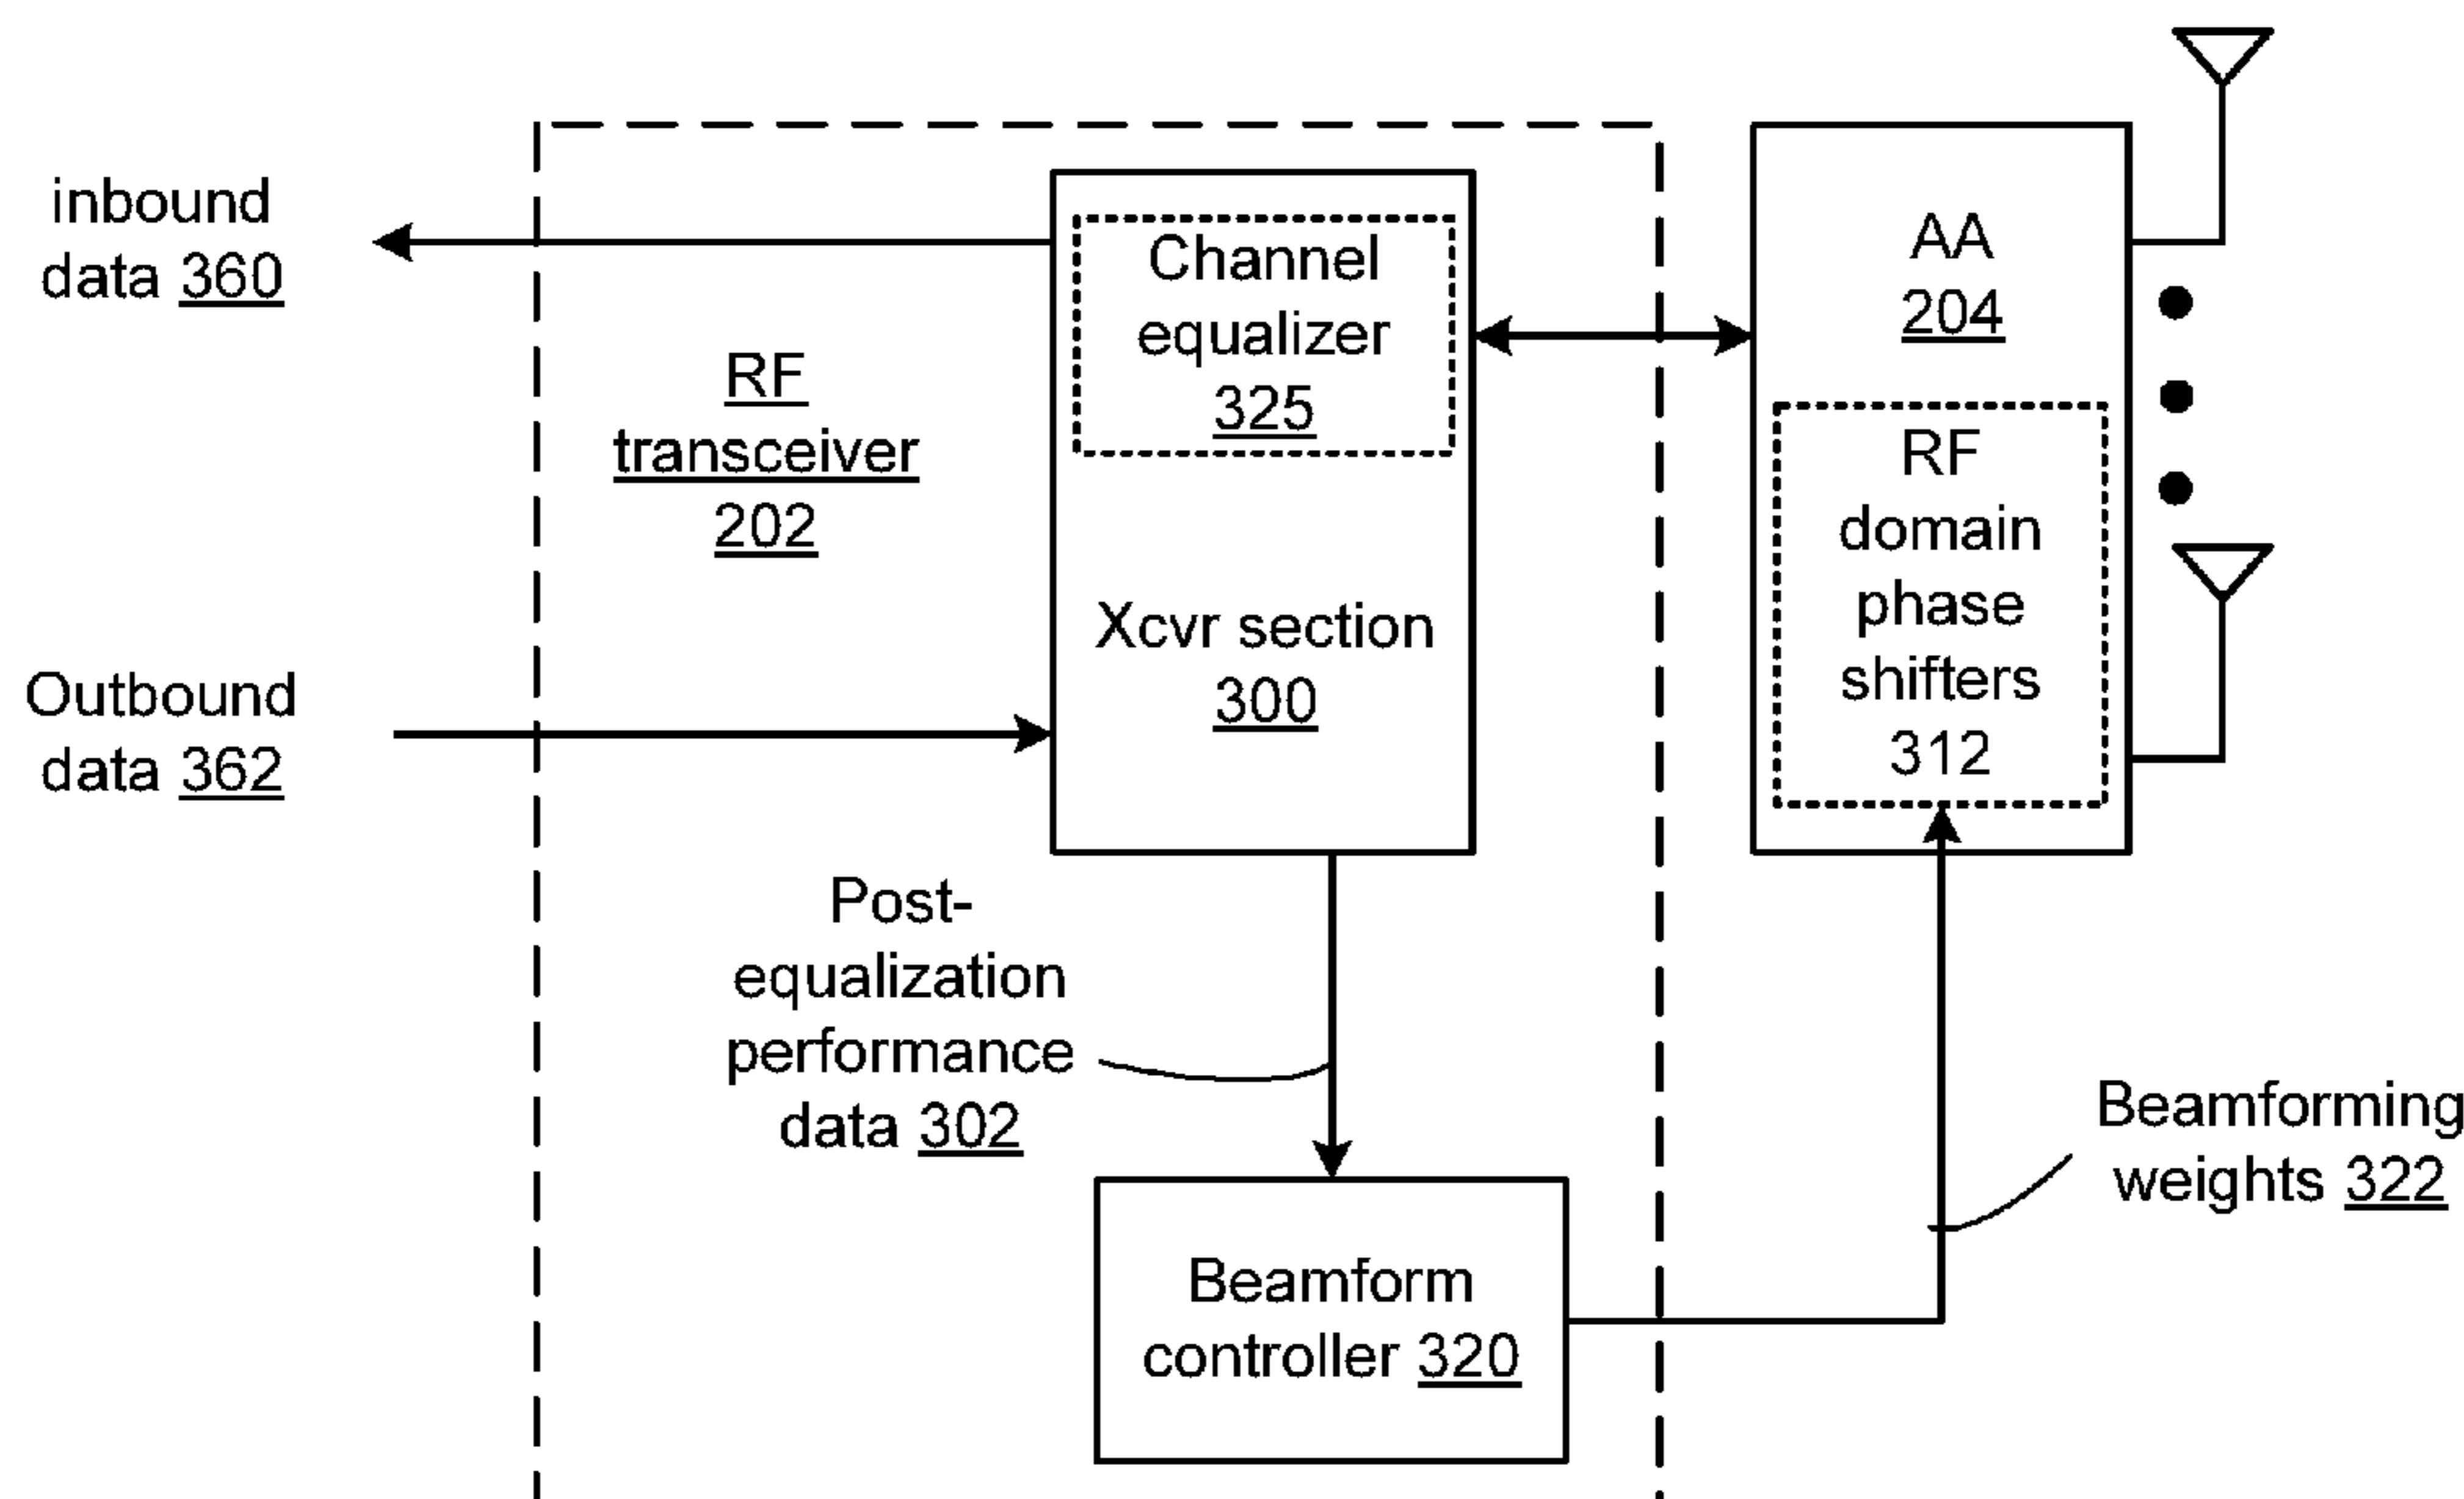 inbound
data 360
RF
transceiver
202
Channel
equalizer
325
Xcvr section
300
AA
204
RF
domain
phase
shifters
312
Outbound
data 362
Post-
equalization
performance
data 302
Beamforming
weights 322
Beamform
controller 320